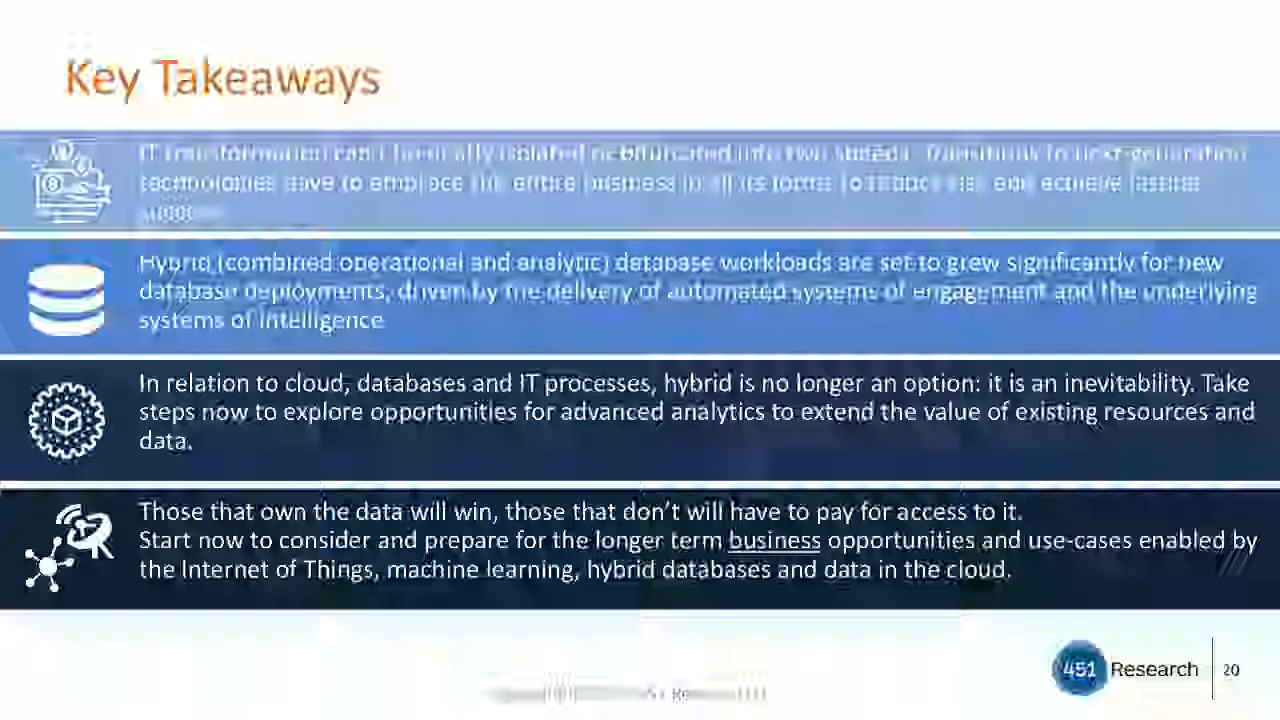 Key Takeaways
IT transformation can't be isolated or bifurcated into two speeds. Transitions to next-generation
technologies have to embrace the entire business in all its forms to reduce risk and achieve lasting
success.
Hybrid (combined operational and analytic) database workloads are set to grow significantly for new
database deployments, driven by the delivery of automated systems of engagement and the underlying
systems of intelligence
In relation to cloud, databases and IT processes, hybrid is no longer an option: it is an inevitability. Take
steps now to explore opportunities for advanced analytics to extend the value of existing resources and
data.
Those that own the data will win, those that don't will have to pay for access to it.
Start now to consider and prepare for the longer term business opportunities and use-cases enabled by
the Internet of Things, machine learning, hybrid databases and data in the cloud.
451 Research
20